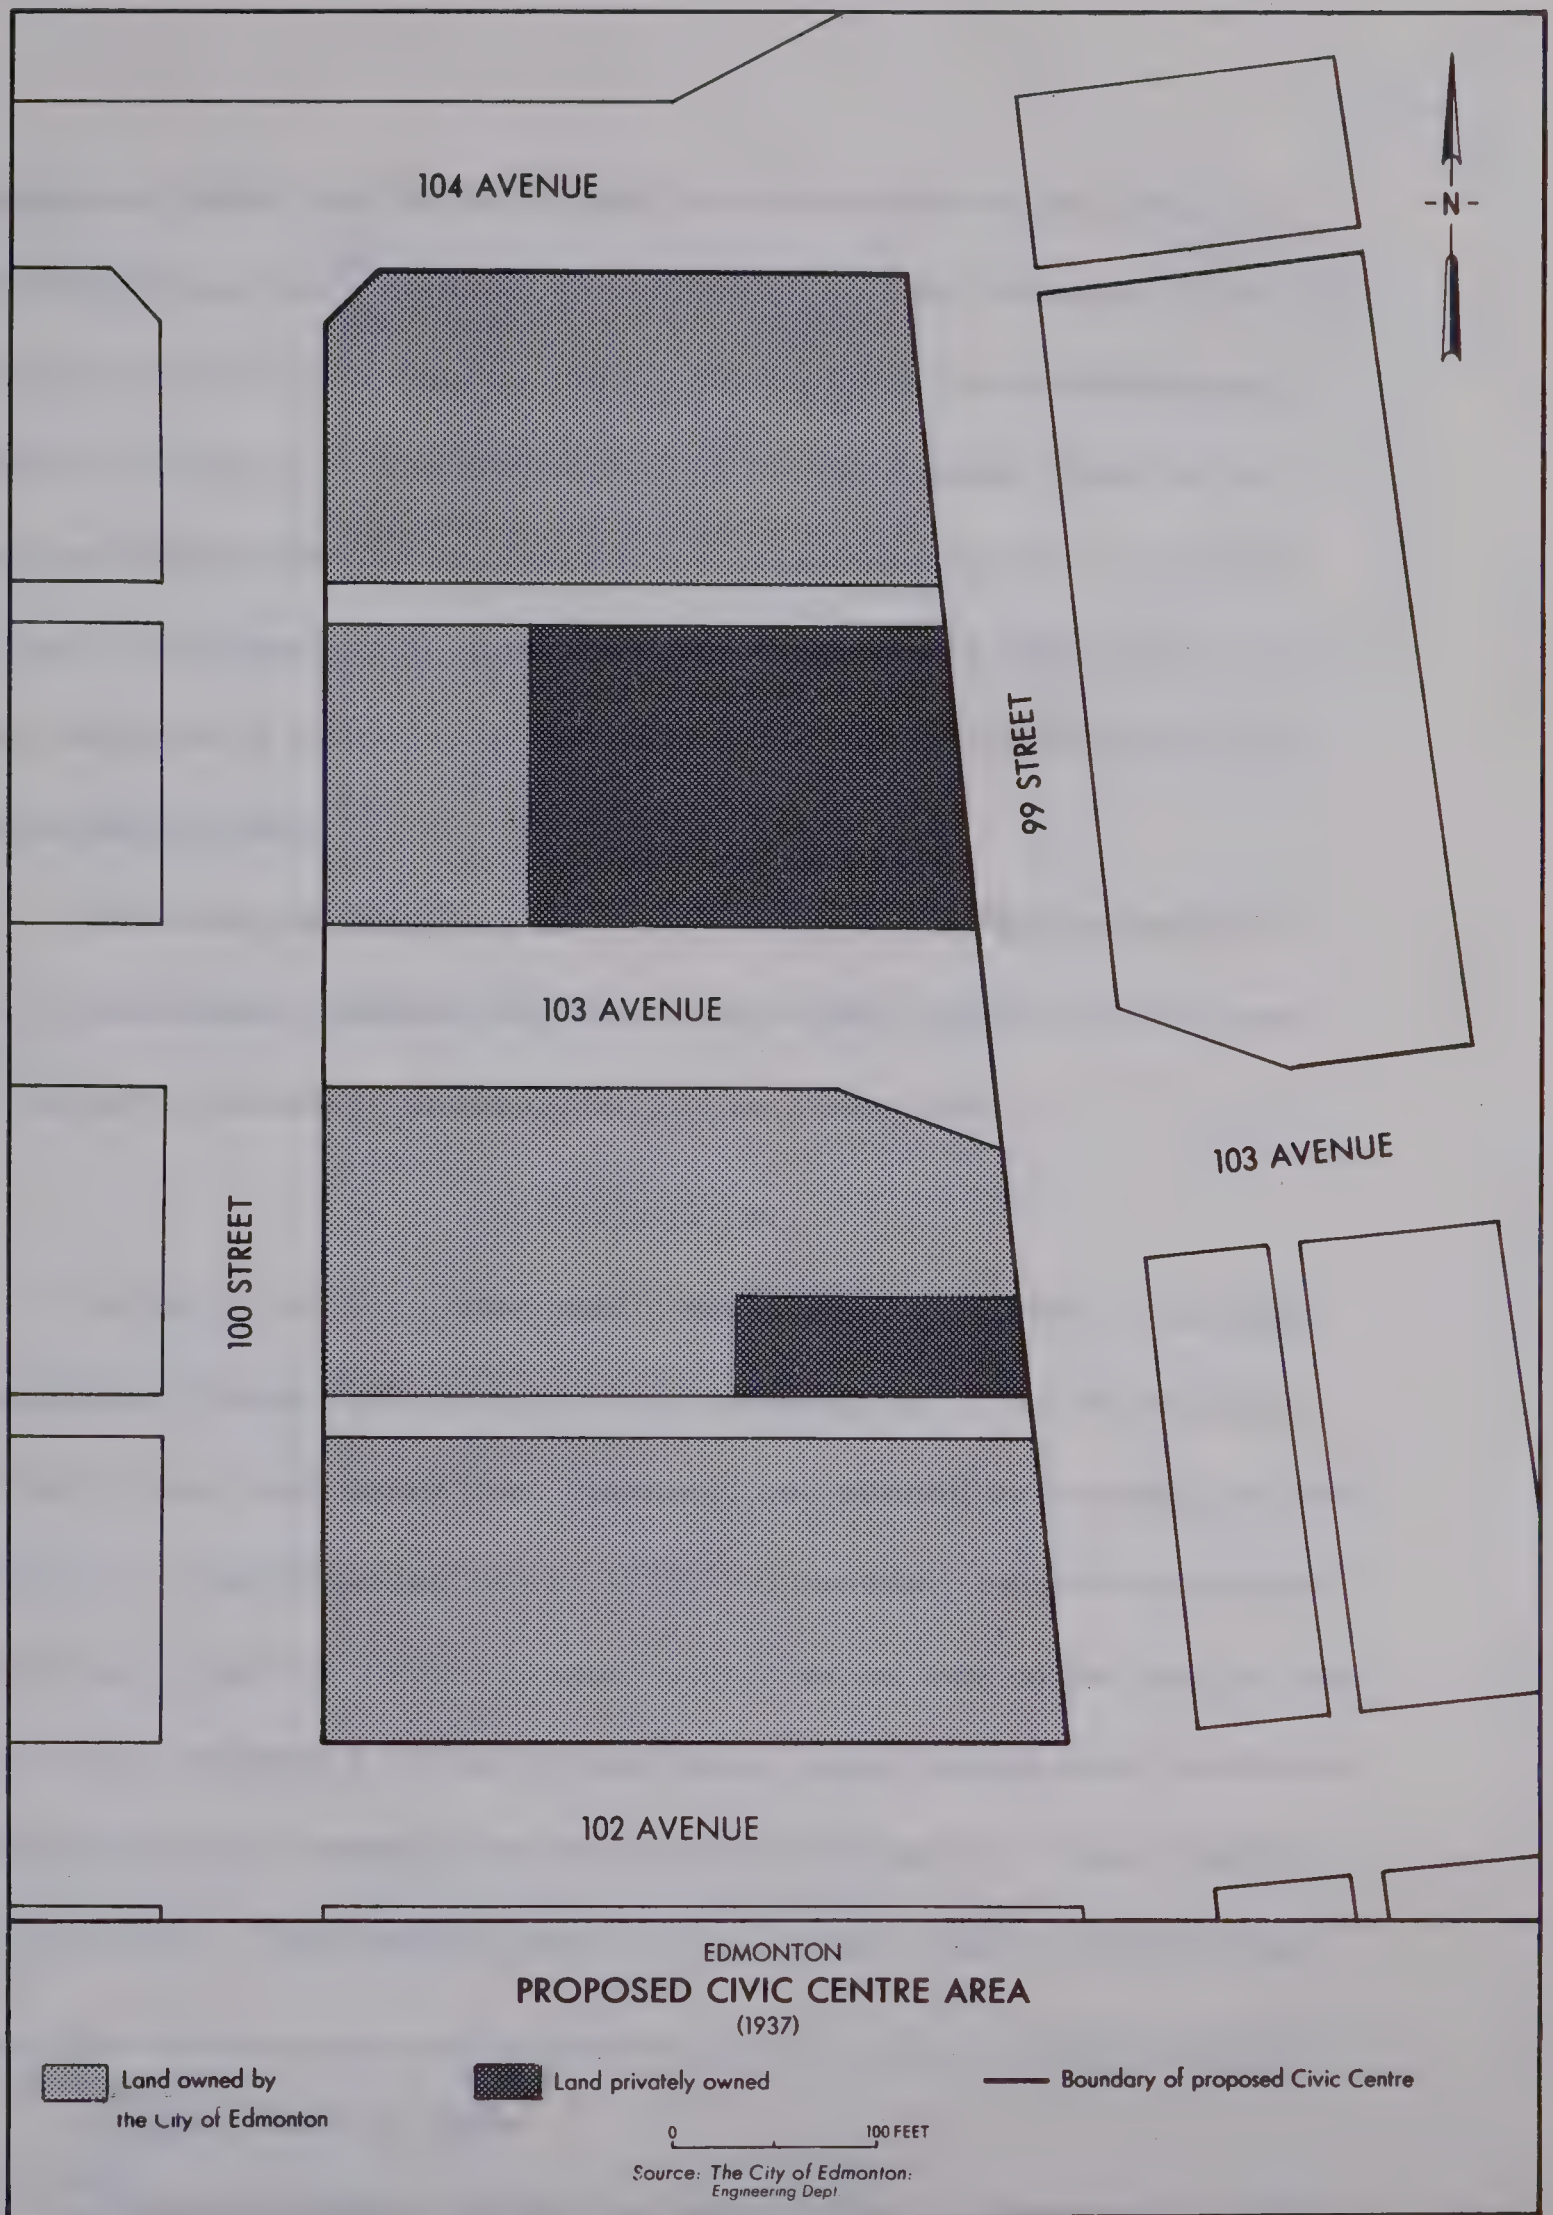 104 AVENUE
-N-
99 STREET
103 AVENUE
103 AVENUE
100 STREET
102 AVENUE
EDMONTON
PROPOSED CIVIC CENTRE AREA
(1937)
Land owned by
the City of Edmonton
Land privately owned
Boundary of proposed Civic Centre
0 100 FEET
Source: The City of Edmonton:
Engineering Dept.